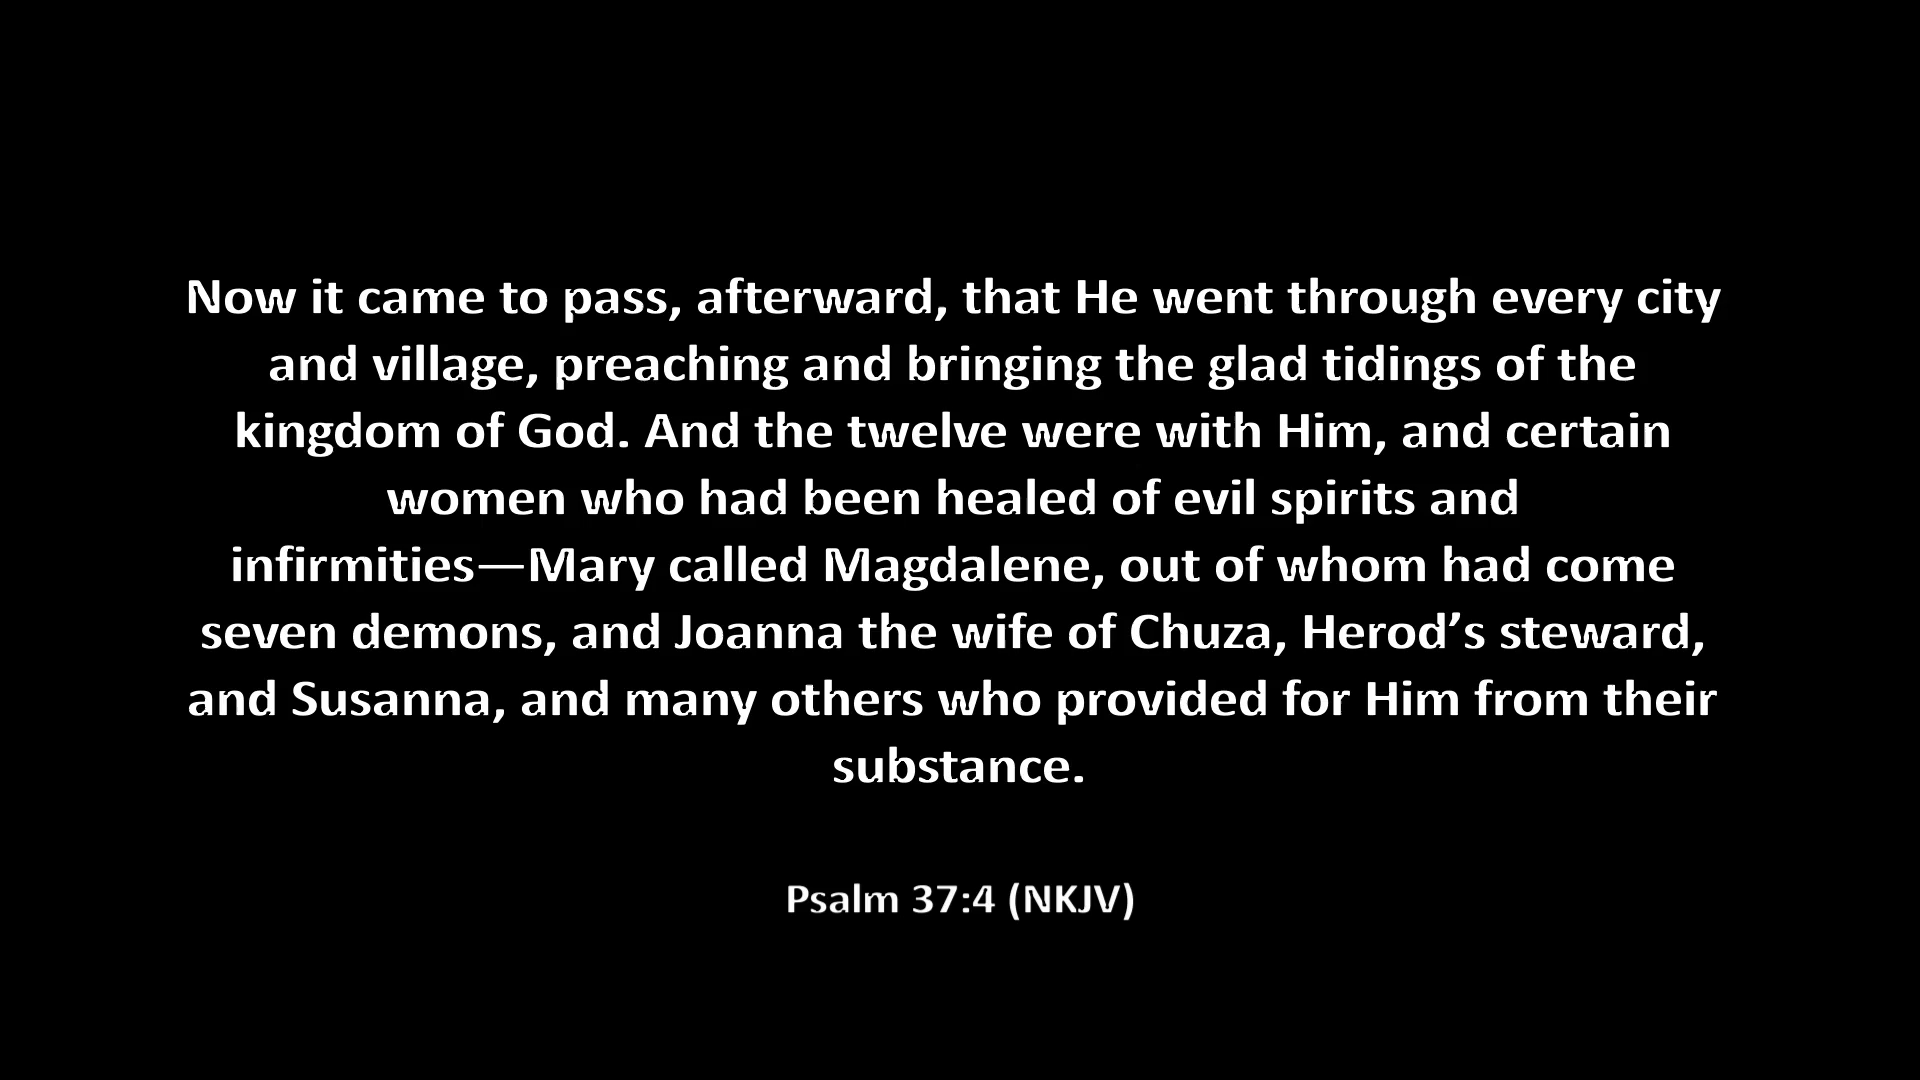 Now it came to pass, afterward, that He went through every city
and village, preaching and bringing the glad tidings of the
kingdom of God. And the twelve were with Him, and certain
women who had been healed of evil spirits and
infirmities—Mary called Magdalene, out of whom had come
seven demons, and Joanna the wife of Chuza, Herod’s steward,
and Susanna, and many others who provided for Him from their
substance.
Psalm 37:4 (NKJV)